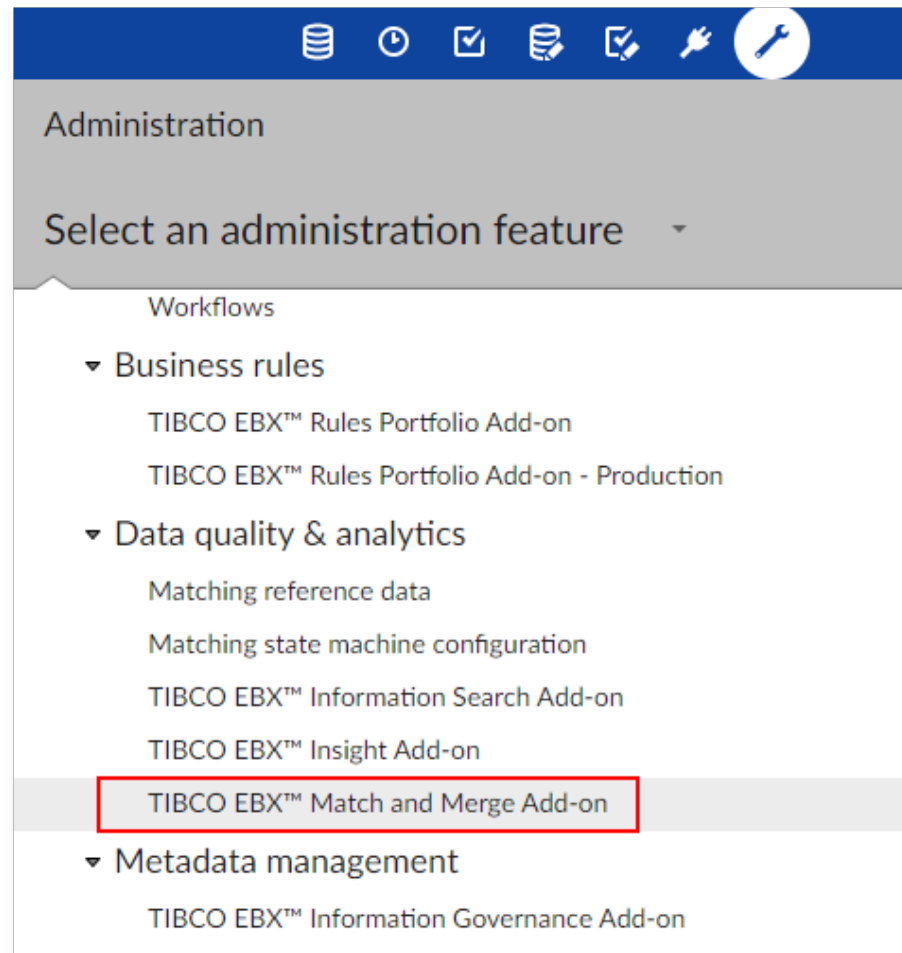 Administration
Select an administration feature
Workflows
Business rules
TIBCO EBX™ Rules Portfolio Add-on
TIBCO EBX™ Rules Portfolio Add-on - Production
Data quality & analytics
Matching reference data
Matching state machine configuration
TIBCO EBX™ Information Search Add-on
TIBCO EBX™ Insight Add-on
TIBCO EBX™ Match and Merge Add-on
Metadata management
TIBCO EBX™ Information Governance Add-on